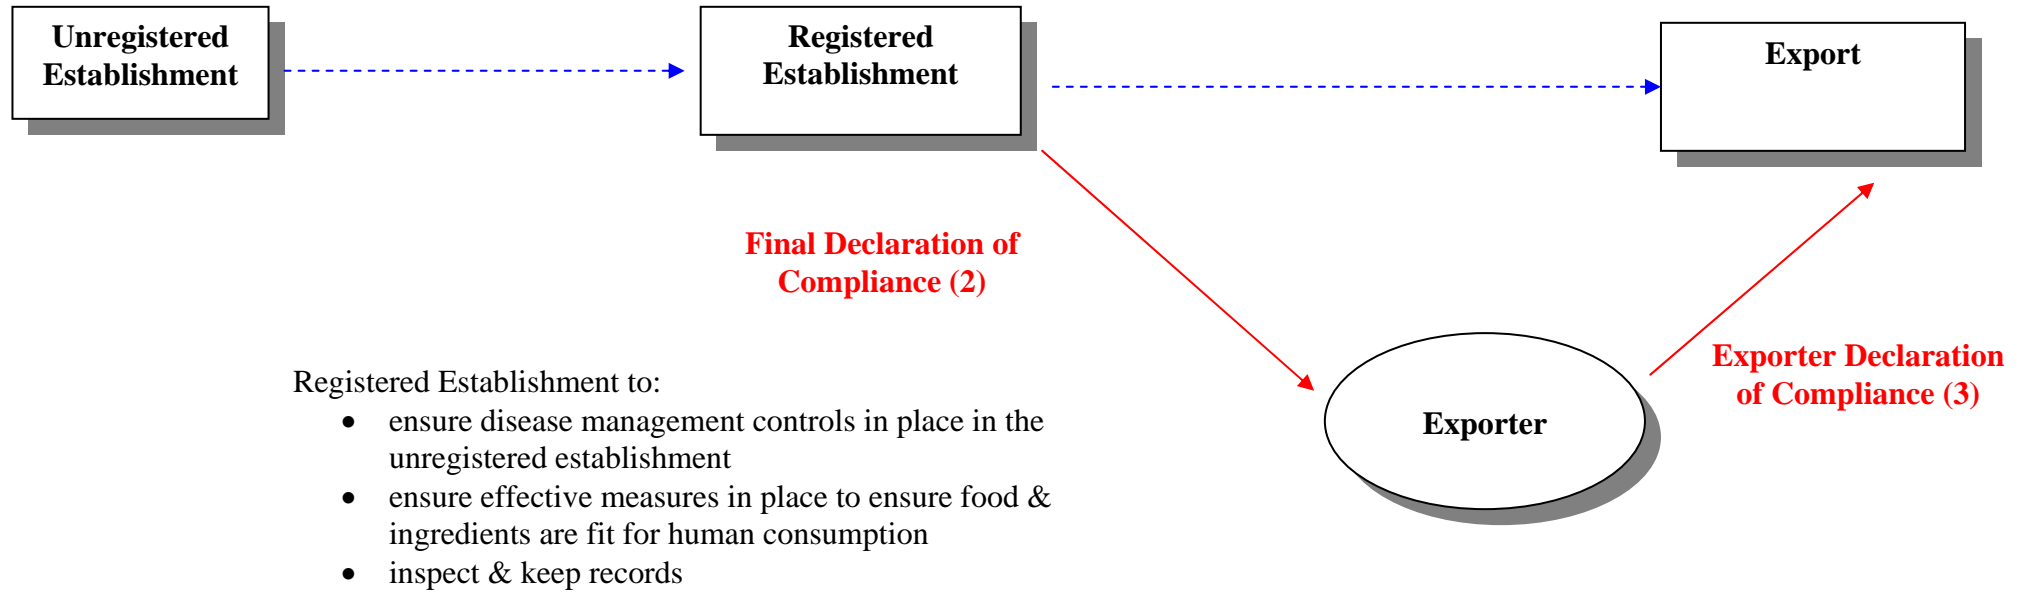 Unregistered
Establishment
Registered
Establishment
Export
Final Declaration of
Compliance (2)
Exporter Declaration
of Compliance (3)
Exporter
Registered Establishment to:
• ensure disease management controls in place in the
unregistered establishment
• ensure effective measures in place to ensure food &
ingredients are fit for human consumption
• inspect & keep records